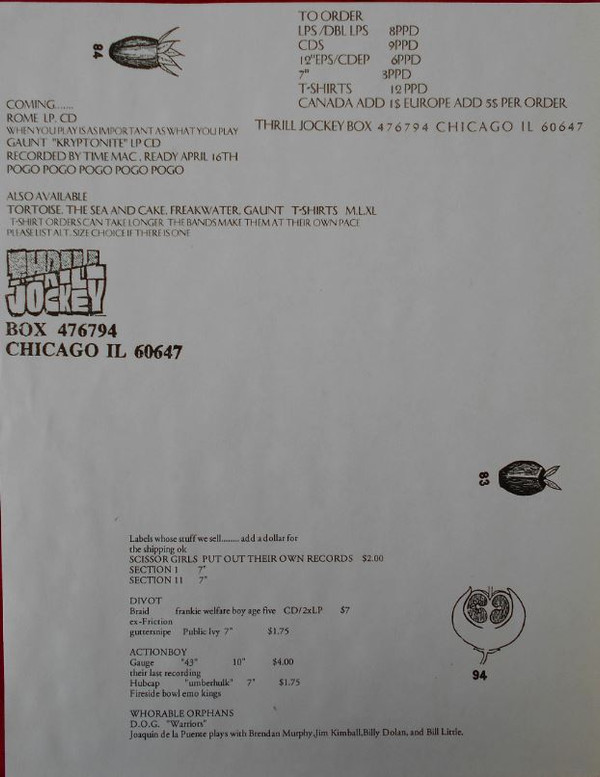 84
TO ORDER
LPS/DBL LPS 8PPD
CDS 9PPD
12"EPS/CDEP 6PPD
7" 3PPD
T-SHIRTS 12 PPD
CANADA ADD 1$ EUROPE ADD 5$ PER ORDER
THRILL JOCKEY BOX 476794 CHICAGO IL 60647
COMING.......
ROME LP. CD
WHEN YOU PLAY IS AS IMPORTANT AS WHAT YOU PLAY
GAUNT "KRYPTONITE" LP CD
RECORDED BY TIME MAC , READY APRIL 16TH
POGO POGO POGO POGO POGO
ALSO AVAILABLE
TORTOISE, THE SEA AND CAKE, FREAKWATER, GAUNT T-SHIRTS M,L,XL
T-SHIRT ORDERS CAN TAKE LONGER THE BANDS MAKE THEM AT THEIR OWN PACE
PLEASE LIST ALT. SIZE CHOICE IF THERE IS ONE
THRILL
JOCKEY
BOX 476794
CHICAGO IL 60647
83
Labels whose stuff we sell........ add a dollar for
the shipping ok
SCISSOR GIRLS PUT OUT THEIR OWN RECORDS $2.00
SECTION 1 7"
SECTION 11 7"
DIVOT
Braid frankie welfare boy age five CD/2xLP $7
ex-Friction
guttersnipe Public Ivy 7" $1.75
ACTIONBOY
Gauge "43" 10" $4.00
their last recording
Hubcap "umberhulk" 7" $1.75
Fireside bowl emo kings
94
WHORABLE ORPHANS
D.O.G. "Warriors"
Joaquin de la Puente plays with Brendan Murphy,Jim Kimball,Billy Dolan, and Bill Little.